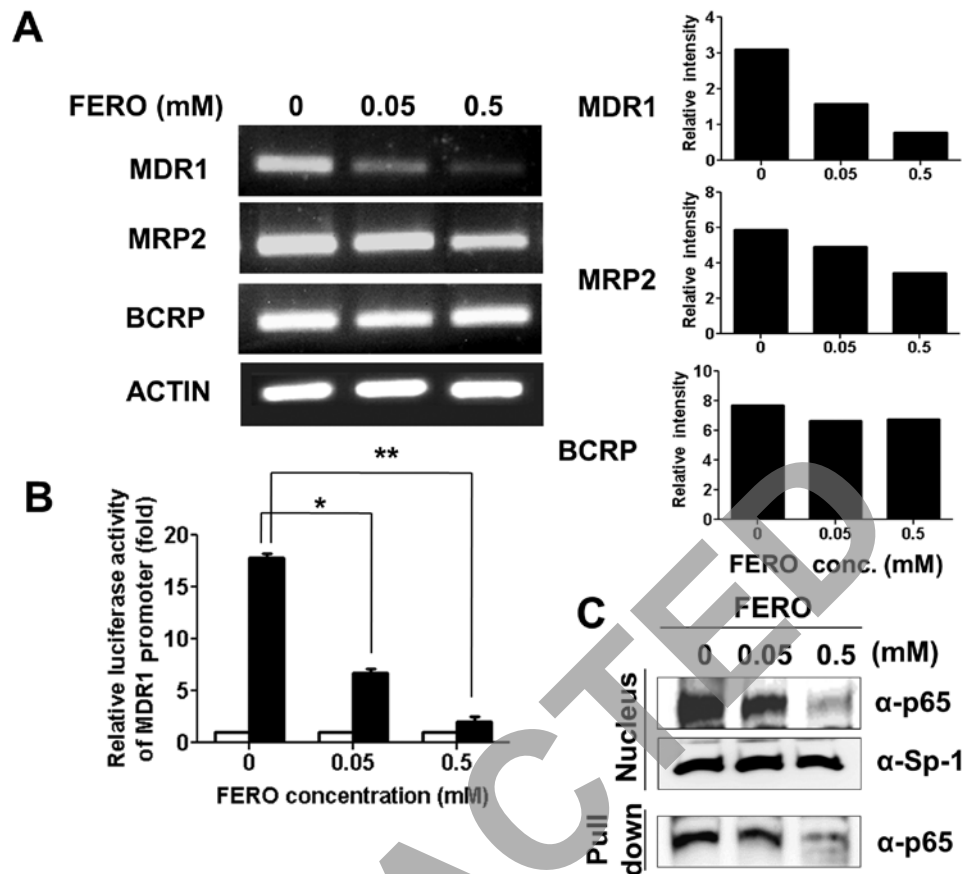 A
FERO (mM) 0 0.05 0.5
MDR1
MRP2
BCRP
ACTIN
MDR1
Relative intensity
4
3
2
1
0
0 0.05 0.5
MRP2
Relative intensity
8
6
4
2
0
0 0.05 0.5
BCRP
Relative intensity
10
8
6
4
2
0
0 0.05 0.5
FERO conc. (mM)
B
Relative luciferase activity
of MDR1 promoter (fold)
20
15
10
5
0
*
**
0 0.05 0.5
FERO concentration (mM)
C
FERO
0 0.05 0.5 (mM)
Nucleus
α-p65
α-Sp-1
Pull
down
α-p65
ACTED